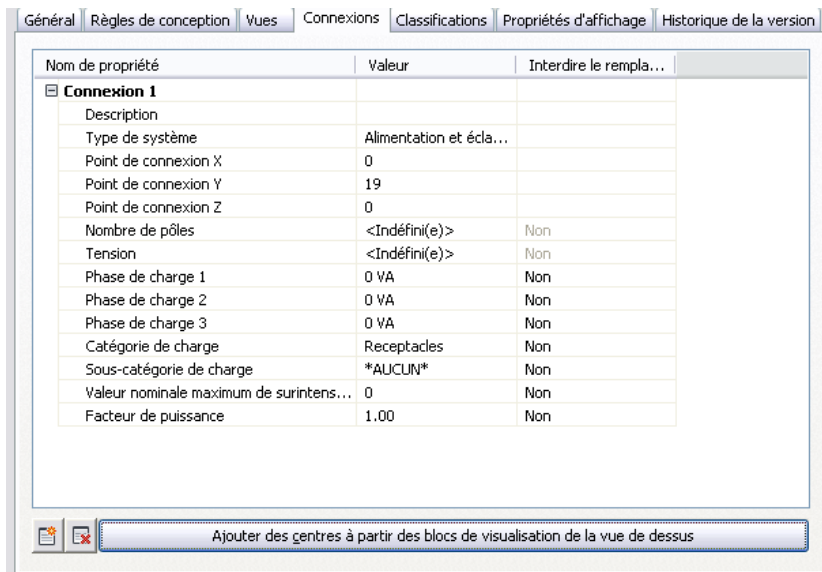 Général Règles de conception Vues Connexions Classifications Propriétés d'affichage Historique de la version
Nom de propriété Valeur Interdire le rempla...
Connexion 1
Description
Type de système Alimentation et écla...
Point de connexion X 0
Point de connexion Y 19
Point de connexion Z 0
Nombre de pôles <Indéfini(e)> Non
Tension <Indéfini(e)> Non
Phase de charge 1 0 VA Non
Phase de charge 2 0 VA Non
Phase de charge 3 0 VA Non
Catégorie de charge Receptacles Non
Sous-catégorie de charge *AUCUN* Non
Valeur nominale maximum de surintens... 0 Non
Facteur de puissance 1.00 Non
Ajouter des centres à partir des blocs de visualisation de la vue de dessus